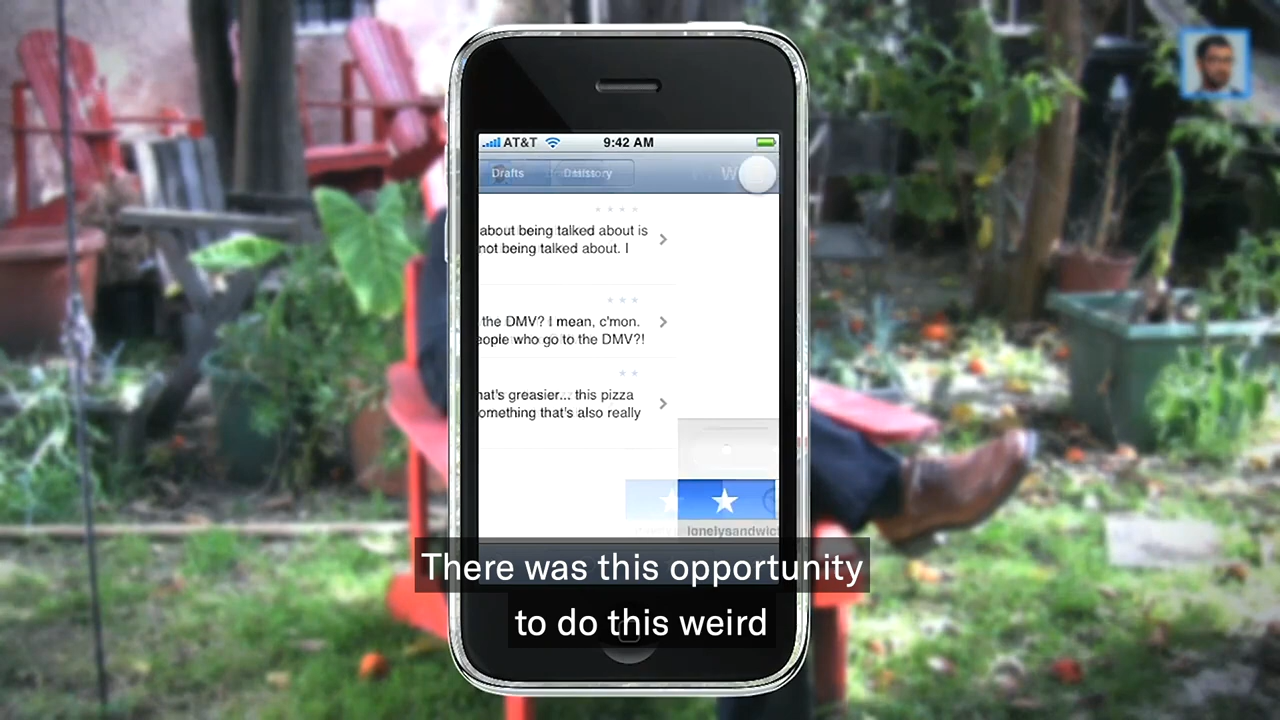 AT&T 9:42 AM
Drafts
about being talked about is
not being talked about. I
the DMV? I mean, c'mon.
eople who go to the DMV?!
hat's greasier... this pizza
omething that's also really
lonelysandwic
There was this opportunity
to do this weird